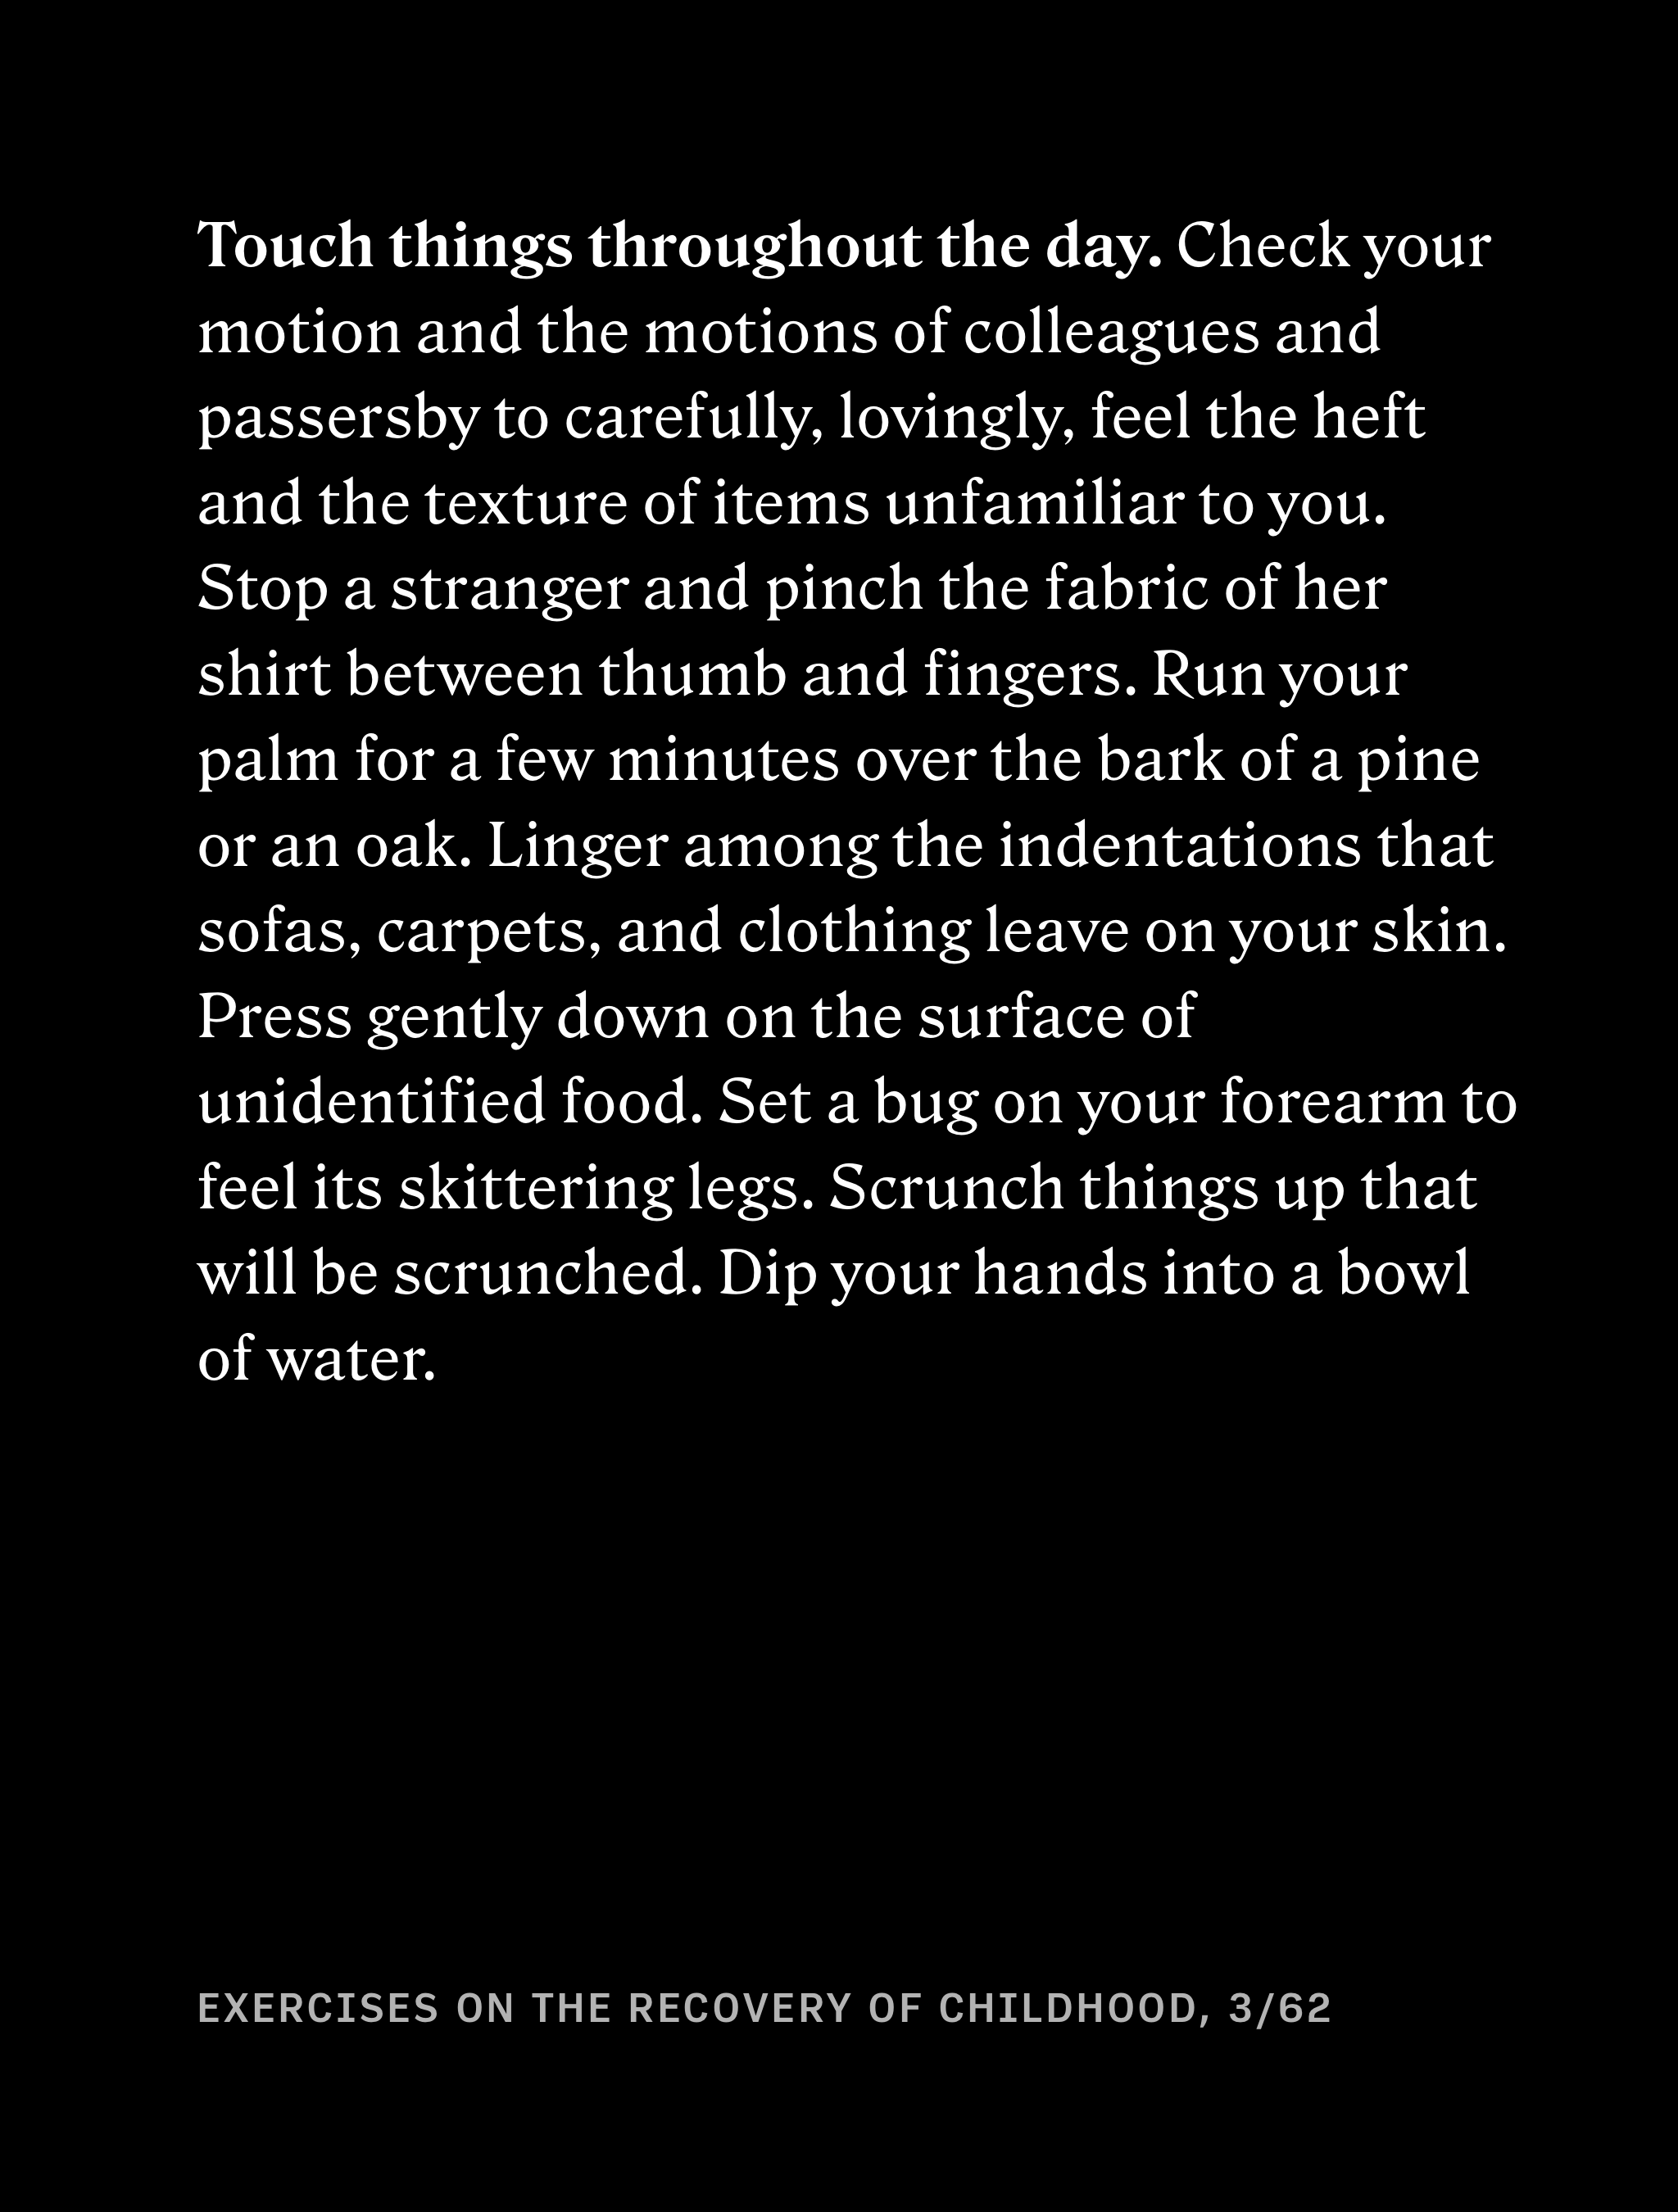 Touch things throughout the day. Check your
motion and the motions of colleagues and
passersby to carefully, lovingly, feel the heft
and the texture of items unfamiliar to you.
Stop a stranger and pinch the fabric of her
shirt between thumb and fingers. Run your
palm for a few minutes over the bark of a pine
or an oak. Linger among the indentations that
sofas, carpets, and clothing leave on your skin.
Press gently down on the surface of
unidentified food. Set a bug on your forearm to
feel its skittering legs. Scrunch things up that
will be scrunched. Dip your hands into a bowl
of water.
EXERCISES ON THE RECOVERY OF CHILDHOOD, 3/62